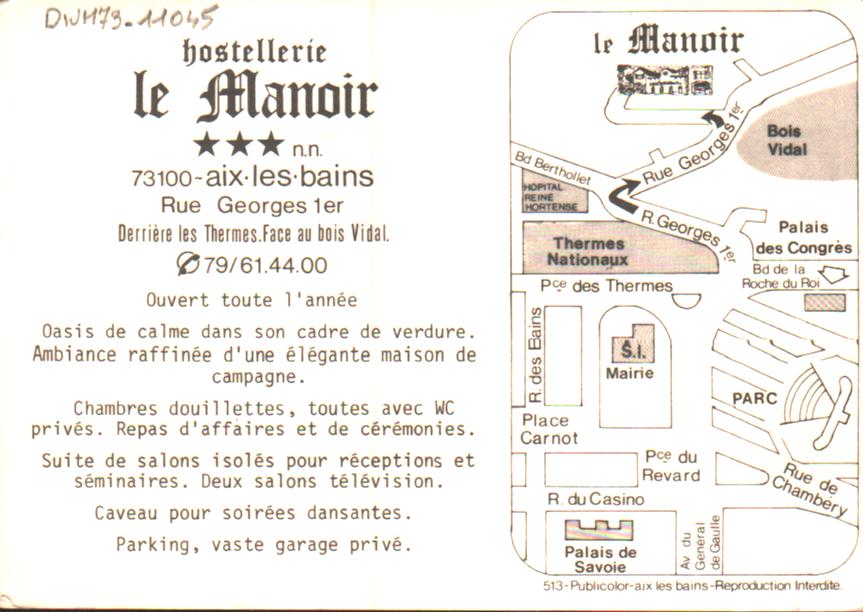 DWM73-11045
hostellerie
le Manoir
★★★ n.n.
73100-aix·les·bains
Rue Georges 1er
Derrière les Thermes.Face au bois Vidal.
✆79/61.44.00
Ouvert toute l'année
Oasis de calme dans son cadre de verdure.
Ambiance raffinée d'une élégante maison de
campagne.
Chambres douillettes, toutes avec WC
privés. Repas d'affaires et de cérémonies.
Suite de salons isolés pour réceptions et
séminaires. Deux salons télévision.
Caveau pour soirées dansantes.
Parking, vaste garage privé.
le Manoir
Bois
Vidal
Rue Georges 1er
Bd Berthollet
HOPITAL
REINE
HORTENSE
R.Georges 1er
Palais
des Congrès
Thermes
Nationaux
Bd de la
Roche du Roi
Pce des Thermes
R. des Bains
S.I.
Mairie
PARC
Place
Carnot
Pce du
Revard
Rue de
Chambéry
R. du Casino
Av. du
Général
de Gaulle
Palais de
Savoie
513-Publicolor-aix les bains-Reproduction Interdite.